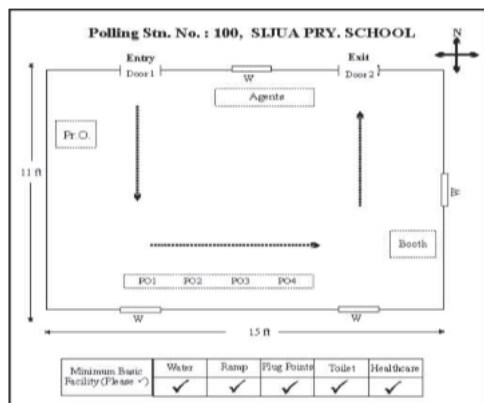 Polling Stn. No. : 100, SIJUA PRY. SCHOOL
N
Entry
Exit
Door 1
W
Door 2
Agents
Pr.O.
11 ft
W
Booth
PO1 PO2 PO3 PO4
W
W
15 ft
Minimum Basic Facility (Please ✓)
Water Ramp Plug Points Toilet Healthcare
✓ ✓ ✓ ✓ ✓